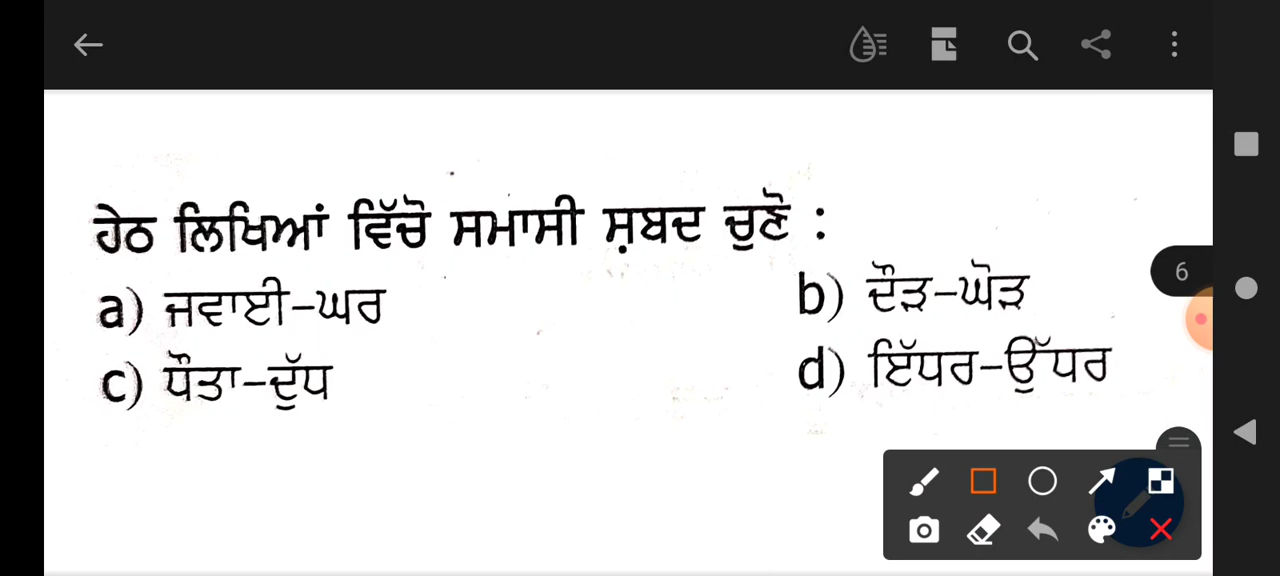 ਹੇਠ ਲਿਖਿਆਂ ਵਿੱਚੋ ਸਮਾਸੀ ਸ਼ਬਦ ਚੁਣੋ :
a) ਜਵਾਈ-ਘਰ b) ਦੌੜ-ਘੋੜ
6
c) ਧੌਤਾ-ਦੁੱਧ d) ਇੱਧਰ-ਉੱਧਰ